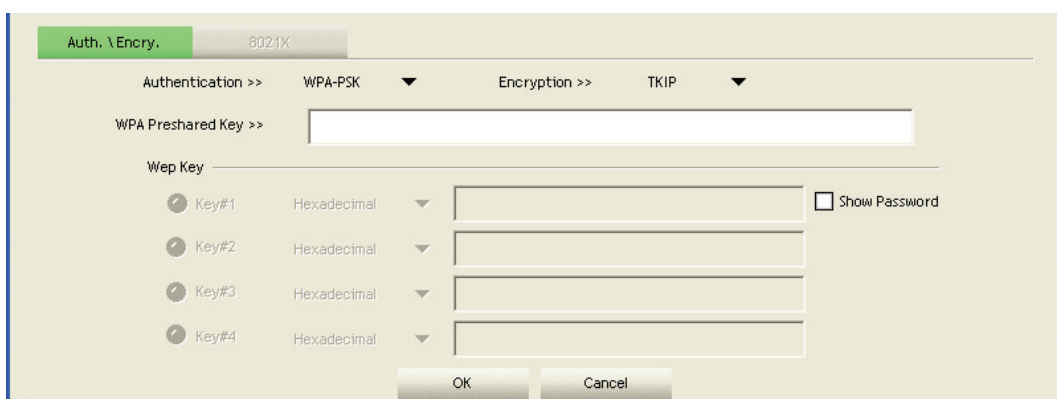 Auth. \ Encry. 8021X
Authentication >> WPA-PSK Encryption >> TKIP
WPA Preshared Key >>
Wep Key
Key#1 Hexadecimal Show Password
Key#2 Hexadecimal
Key#3 Hexadecimal
Key#4 Hexadecimal
OK Cancel